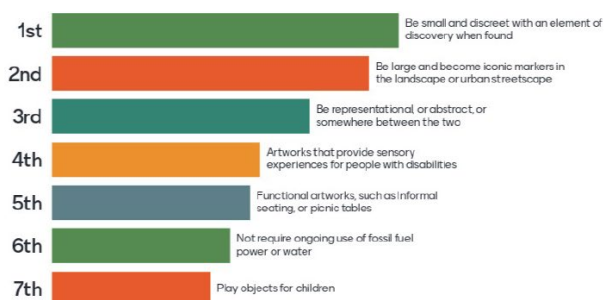 1st
Be small and discreet with an element of
discovery when found
2nd
Be large and become iconic markers in
the landscape or urban streetscape
3rd
Be representational, or abstract, or
somewhere between the two
4th
Artworks that provide sensory
experiences for people with disabilities
5th
Functional artworks, such as informal
seating, or picnic tables
6th
Not require ongoing use of fossil fuel
power or water
7th
Play objects for children